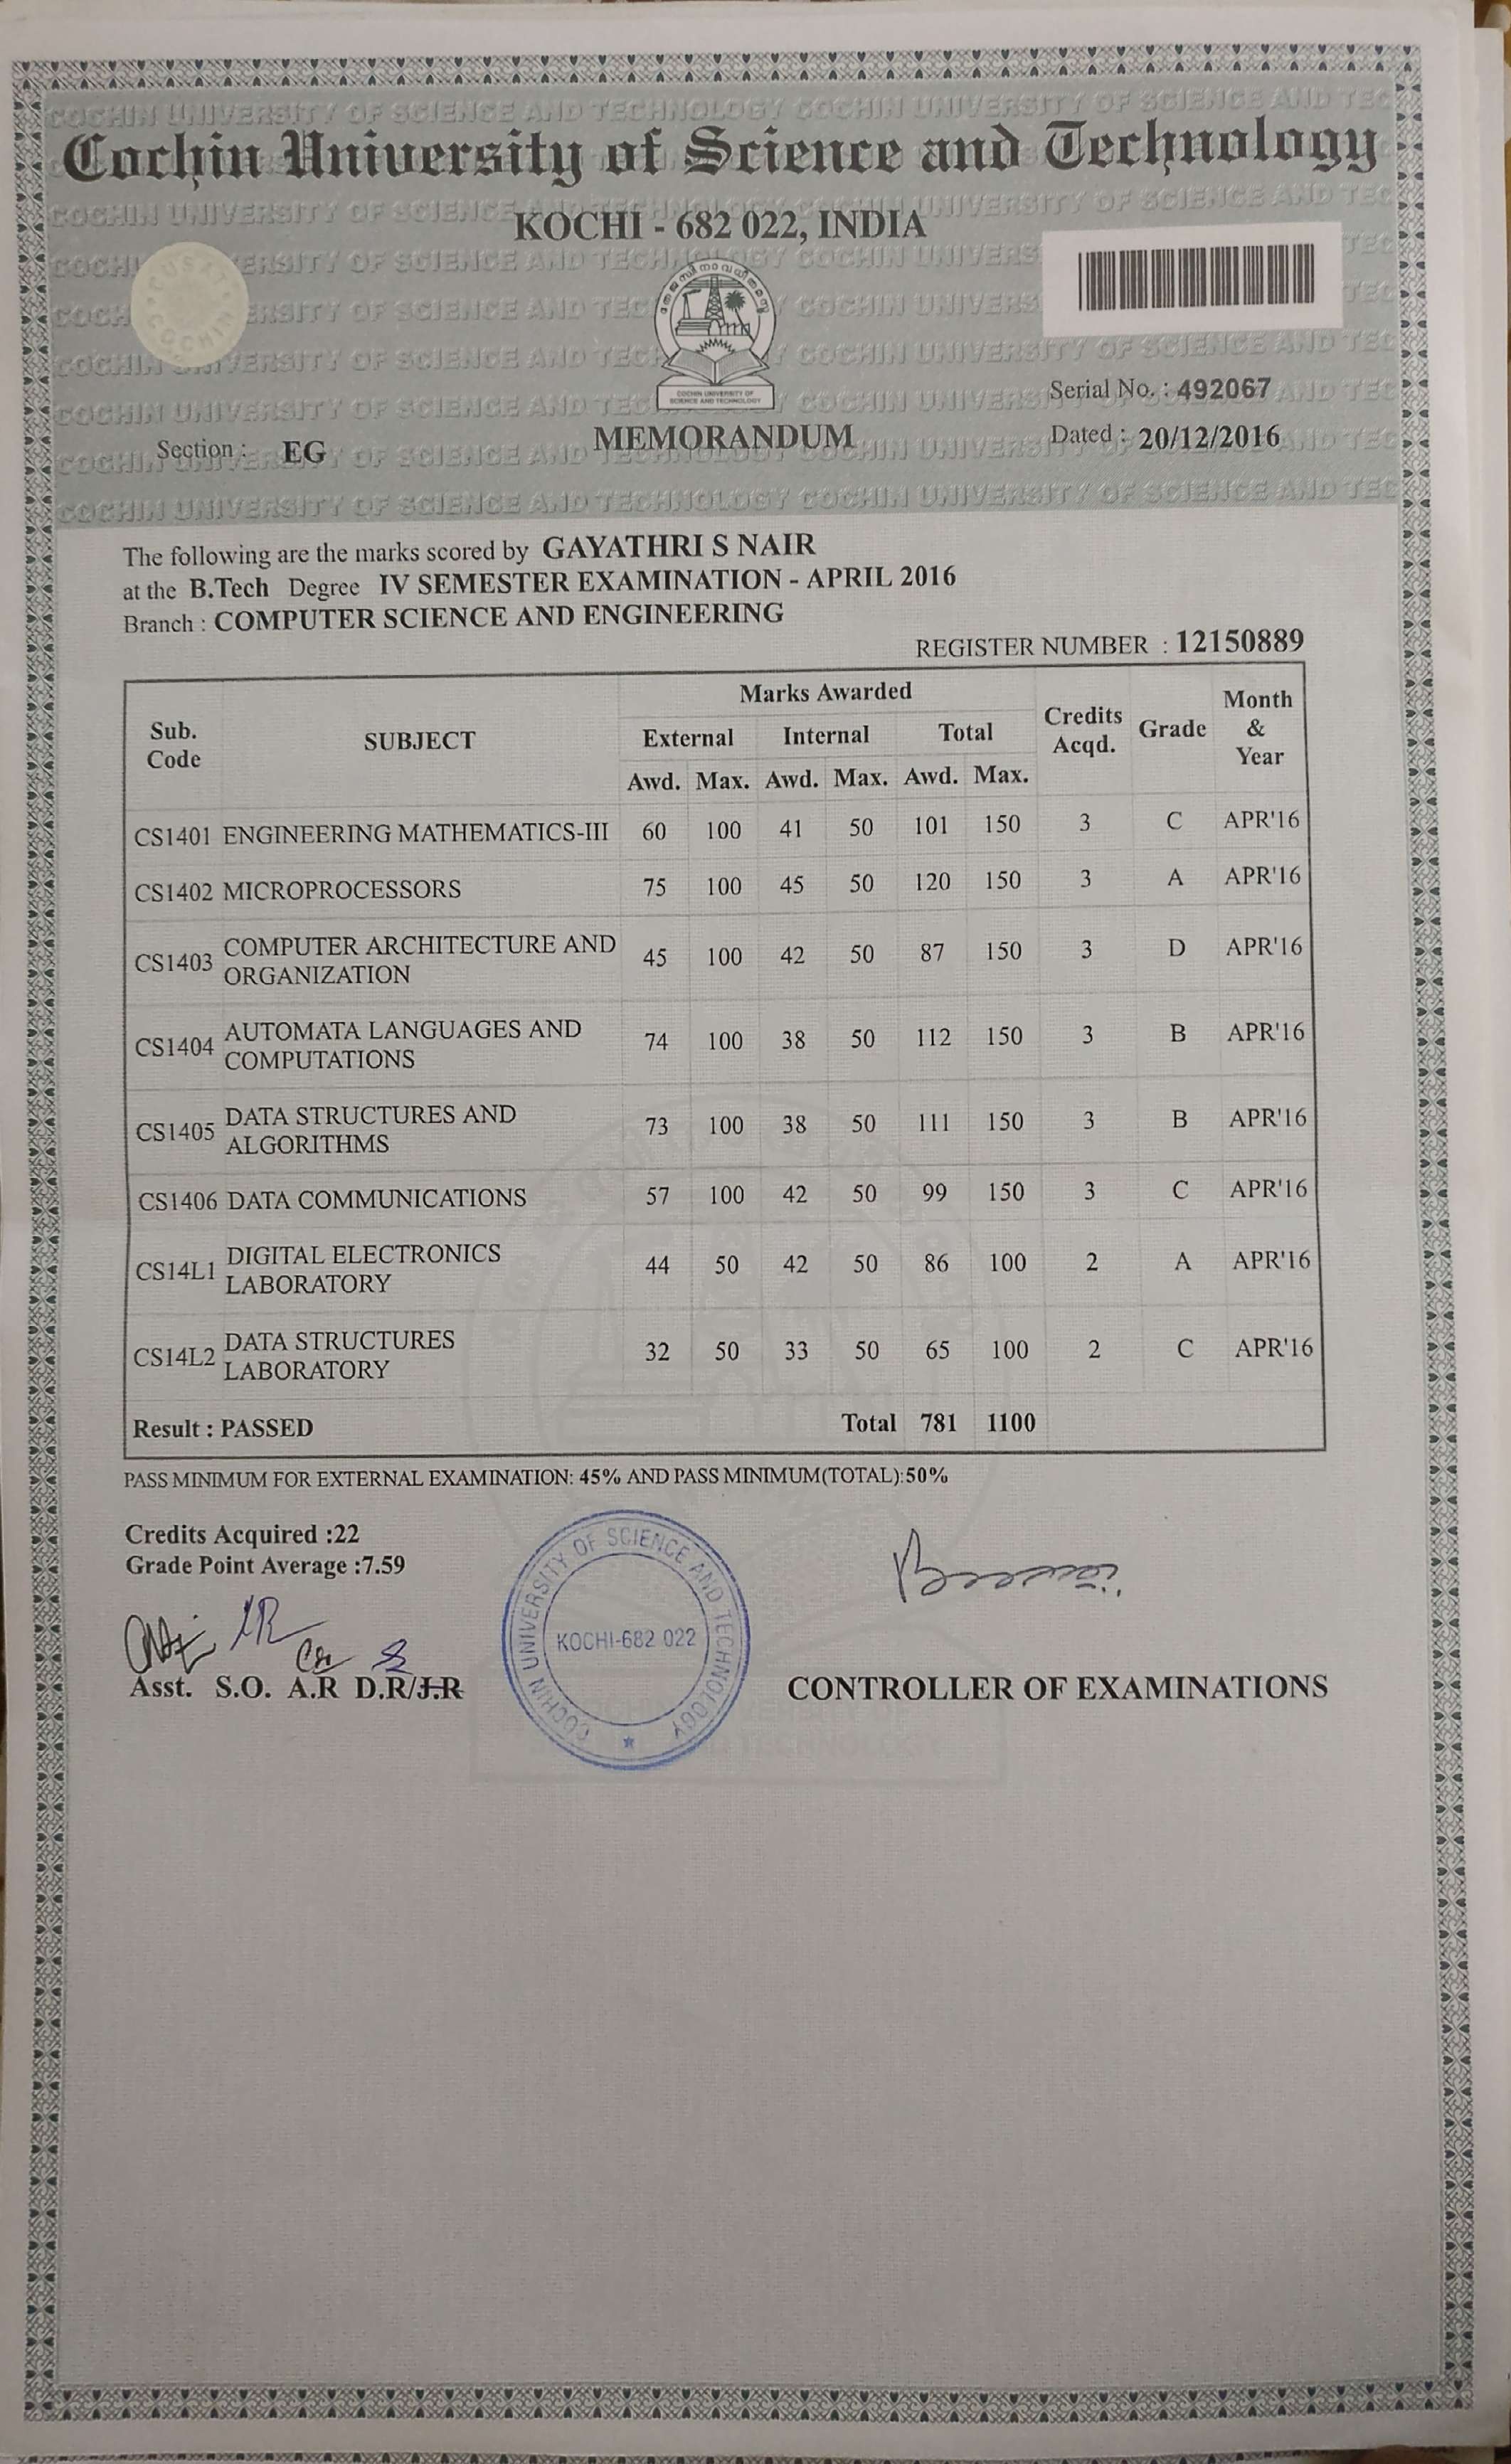 Cochin University of Science and Technology
KOCHI - 682 022, INDIA
CUSAT COCHIN
COCHIN UNIVERSITY OF
SCIENCE AND TECHNOLOGY
Serial No. : 492067
Section : EG MEMORANDUM Dated : 20/12/2016
The following are the marks scored by GAYATHRI S NAIR
at the B.Tech Degree IV SEMESTER EXAMINATION - APRIL 2016
Branch : COMPUTER SCIENCE AND ENGINEERING
REGISTER NUMBER : 12150889
Sub. Code SUBJECT Marks Awarded Credits Acqd. Grade Month & Year
External Internal Total
Awd. Max. Awd. Max. Awd. Max.
CS1401 ENGINEERING MATHEMATICS-III 60 100 41 50 101 150 3 C APR'16
CS1402 MICROPROCESSORS 75 100 45 50 120 150 3 A APR'16
CS1403 COMPUTER ARCHITECTURE AND ORGANIZATION 45 100 42 50 87 150 3 D APR'16
CS1404 AUTOMATA LANGUAGES AND COMPUTATIONS 74 100 38 50 112 150 3 B APR'16
CS1405 DATA STRUCTURES AND ALGORITHMS 73 100 38 50 111 150 3 B APR'16
CS1406 DATA COMMUNICATIONS 57 100 42 50 99 150 3 C APR'16
CS14L1 DIGITAL ELECTRONICS LABORATORY 44 50 42 50 86 100 2 A APR'16
CS14L2 DATA STRUCTURES LABORATORY 32 50 33 50 65 100 2 C APR'16
Result : PASSED Total 781 1100
PASS MINIMUM FOR EXTERNAL EXAMINATION: 45% AND PASS MINIMUM(TOTAL):50%
Credits Acquired :22
Grade Point Average :7.59
COCHIN UNIVERSITY OF SCIENCE AND TECHNOLOGY
KOCHI-682 022
Asst. S.O. A.R D.R/J.R CONTROLLER OF EXAMINATIONS